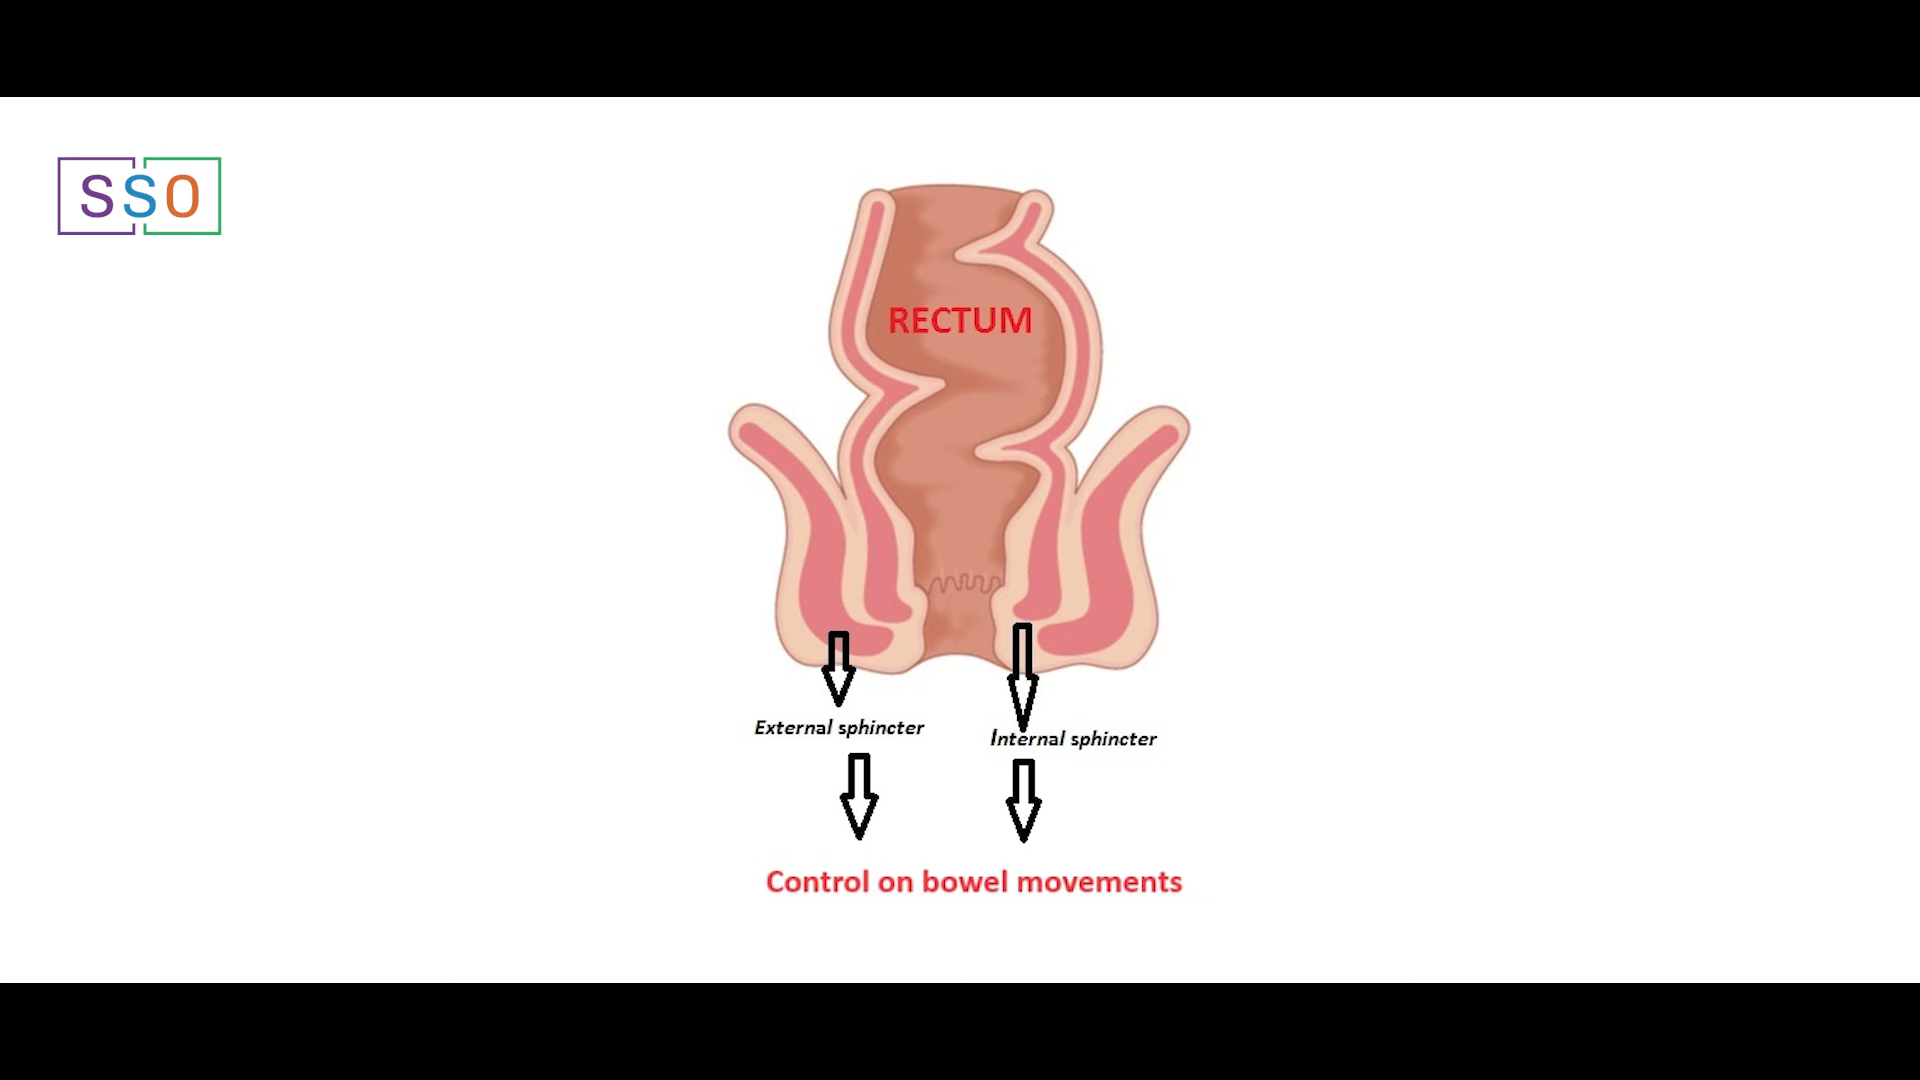 SSO
RECTUM
External sphincter
Internal sphincter
Control on bowel movements